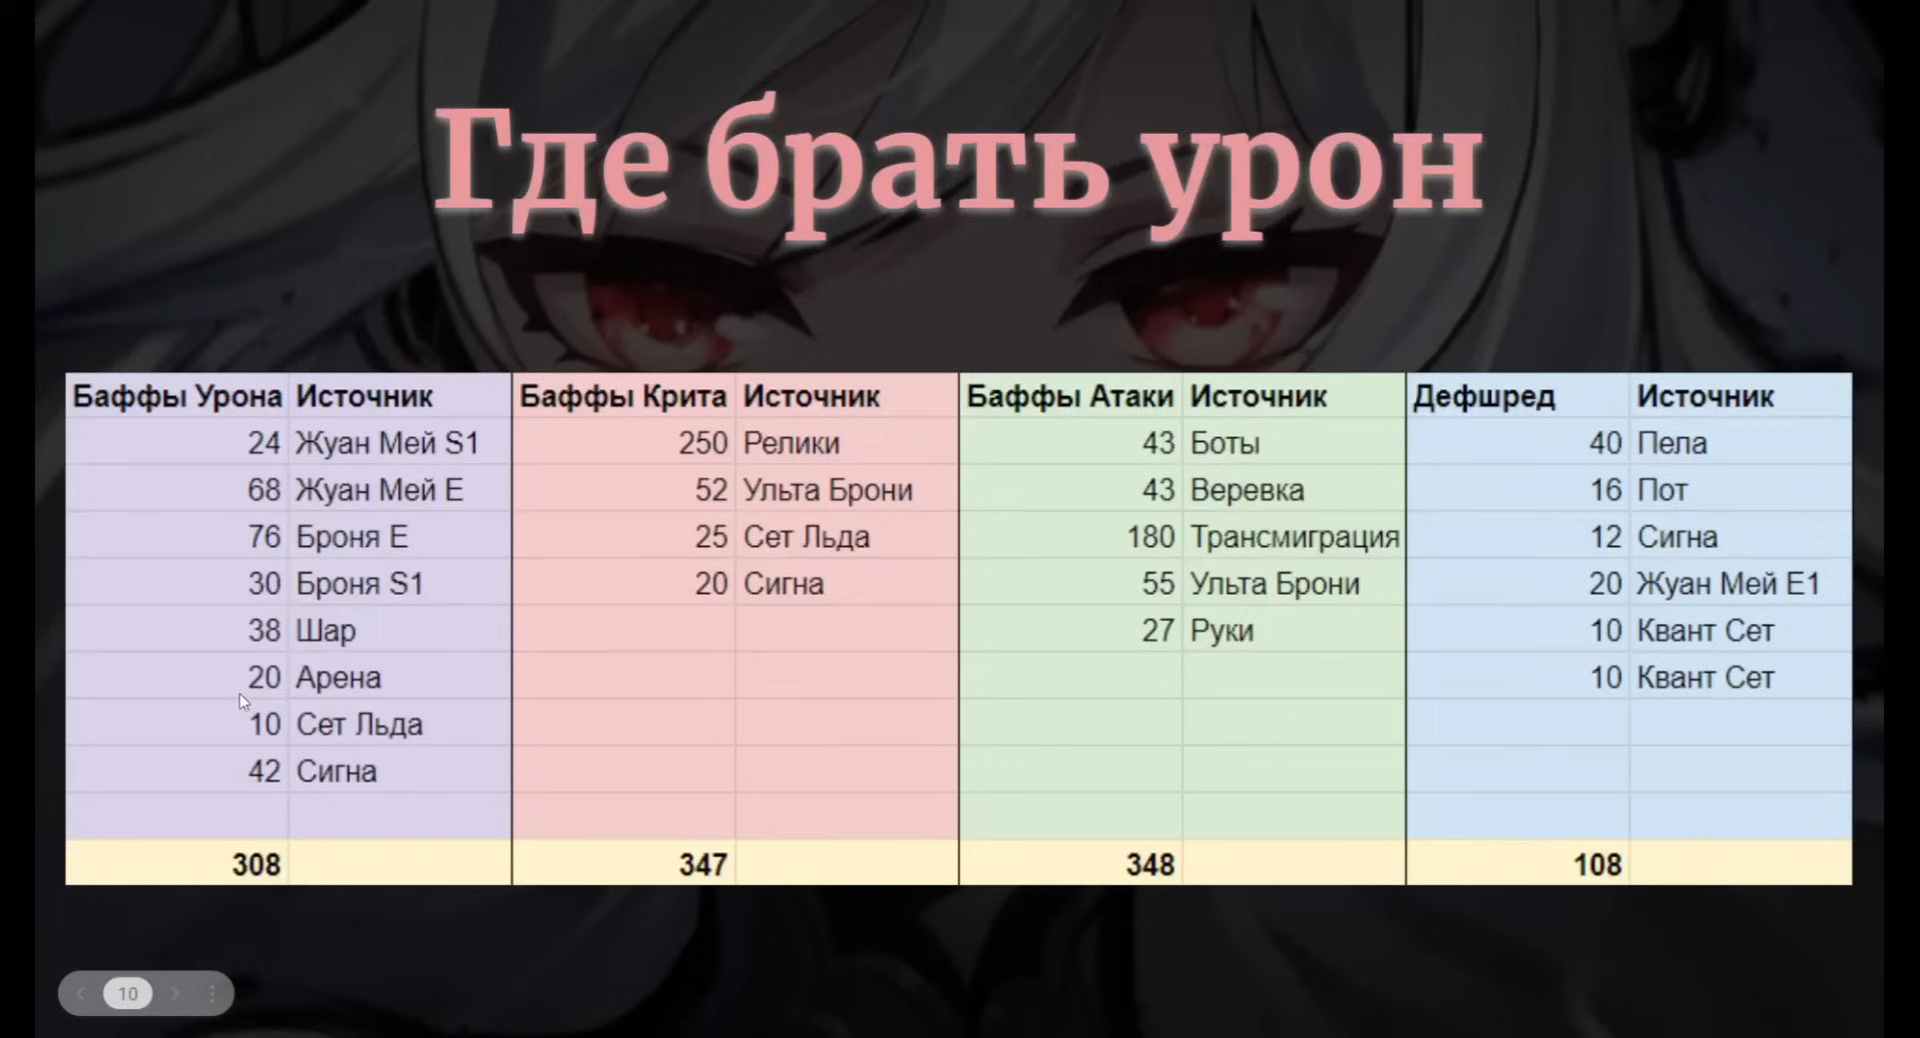 Где брать урон
Баффы Урона Источник Баффы Крита Источник Баффы Атаки Источник Дефшред Источник
24 Жуан Мей S1 250 Релики 43 Боты 40 Пела
68 Жуан Мей E 52 Ульта Брони 43 Веревка 16 Пот
76 Броня E 25 Сет Льда 180 Трансмиграция 12 Сигна
30 Броня S1 20 Сигна 55 Ульта Брони 20 Жуан Мей E1
38 Шар 27 Руки 10 Квант Сет
20 Арена 10 Квант Сет
10 Сет Льда
42 Сигна
308 347 348 108
10